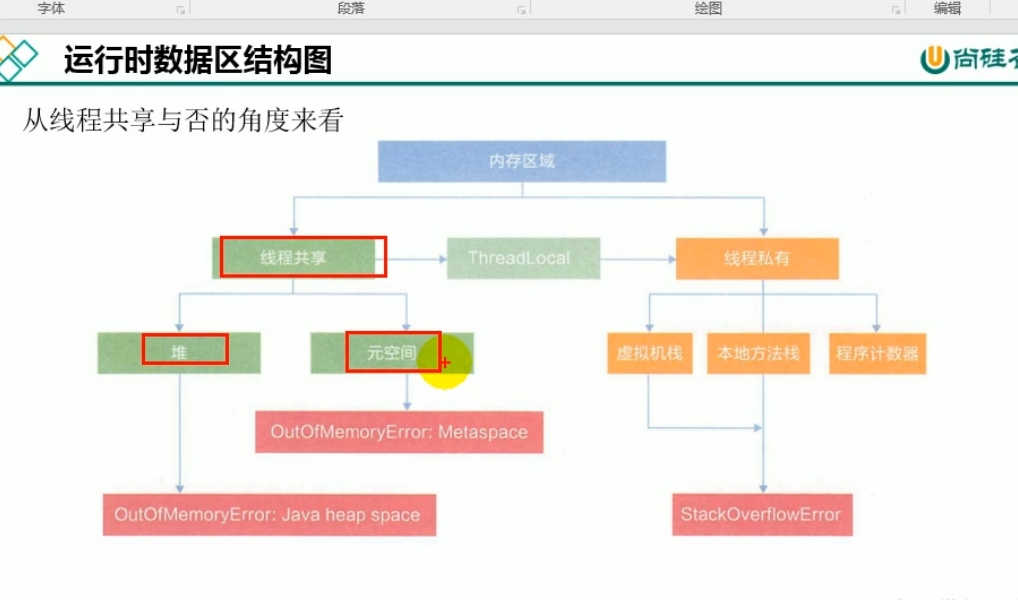 字体 段落 绘图 编辑
运行时数据区结构图
尚硅
从线程共享与否的角度来看
内存区域
线程共享 ThreadLocal 线程私有
堆 元空间 虚拟机栈 本地方法栈 程序计数器
OutOfMemoryError: Metaspace
OutOfMemoryError: Java heap space StackOverflowError